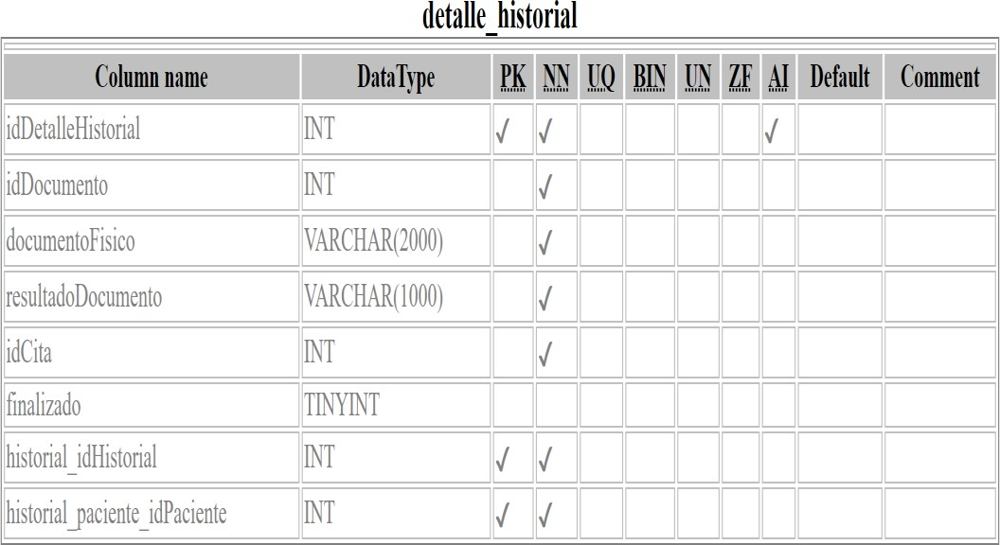 detalle_historial
Column name DataType PK NN UQ BIN UN ZF AI Default Comment
idDetalleHistorial INT √ √ √
idDocumento INT √
documentoFisico VARCHAR(2000) √
resultadoDocumento VARCHAR(1000) √
idCita INT √
finalizado TINYINT
historial_idHistorial INT √ √
historial_paciente_idPaciente INT √ √